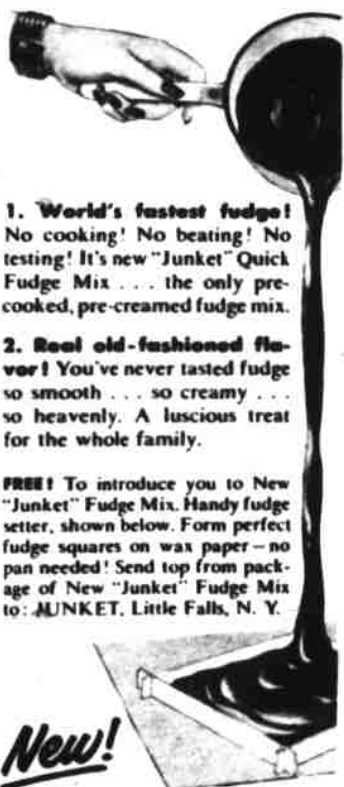 1. World's fastest fudge!
No cooking! No beating! No
testing! It's new "Junket" Quick
Fudge Mix . . . the only pre-
cooked, pre-creamed fudge mix.
2. Real old-fashioned fla-
vor! You've never tasted fudge
so smooth . . . so creamy . . .
so heavenly. A luscious treat
for the whole family.
FREE! To introduce you to New
"Junket" Fudge Mix. Handy fudge
setter, shown below. Form perfect
fudge squares on wax paper—no
pan needed! Send top from pack-
age of New "Junket" Fudge Mix
to: JUNKET, Little Falls, N. Y.
New!